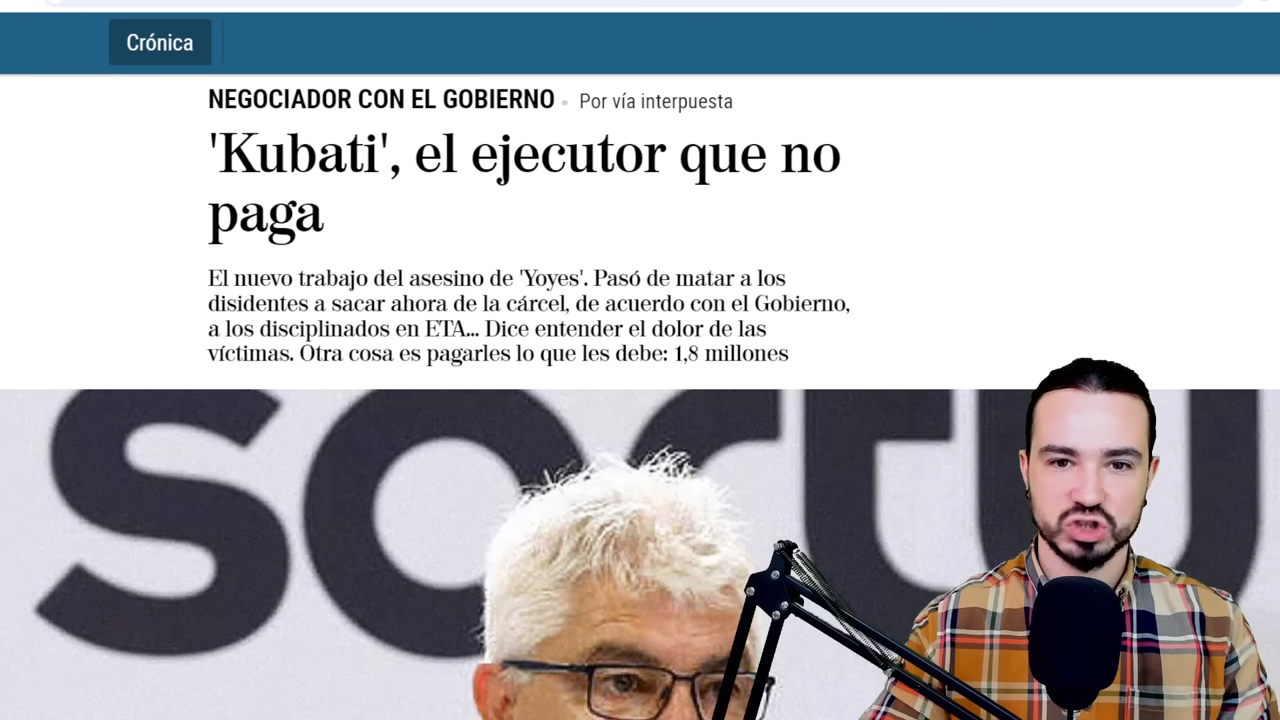 Crónica
NEGOCIADOR CON EL GOBIERNO • Por vía interpuesta
'Kubati', el ejecutor que no
paga
El nuevo trabajo del asesino de 'Yoyes'. Pasó de matar a los
disidentes a sacar ahora de la cárcel, de acuerdo con el Gobierno,
a los disciplinados en ETA... Dice entender el dolor de las
víctimas. Otra cosa es pagarles lo que les debe: 1,8 millones
sortu